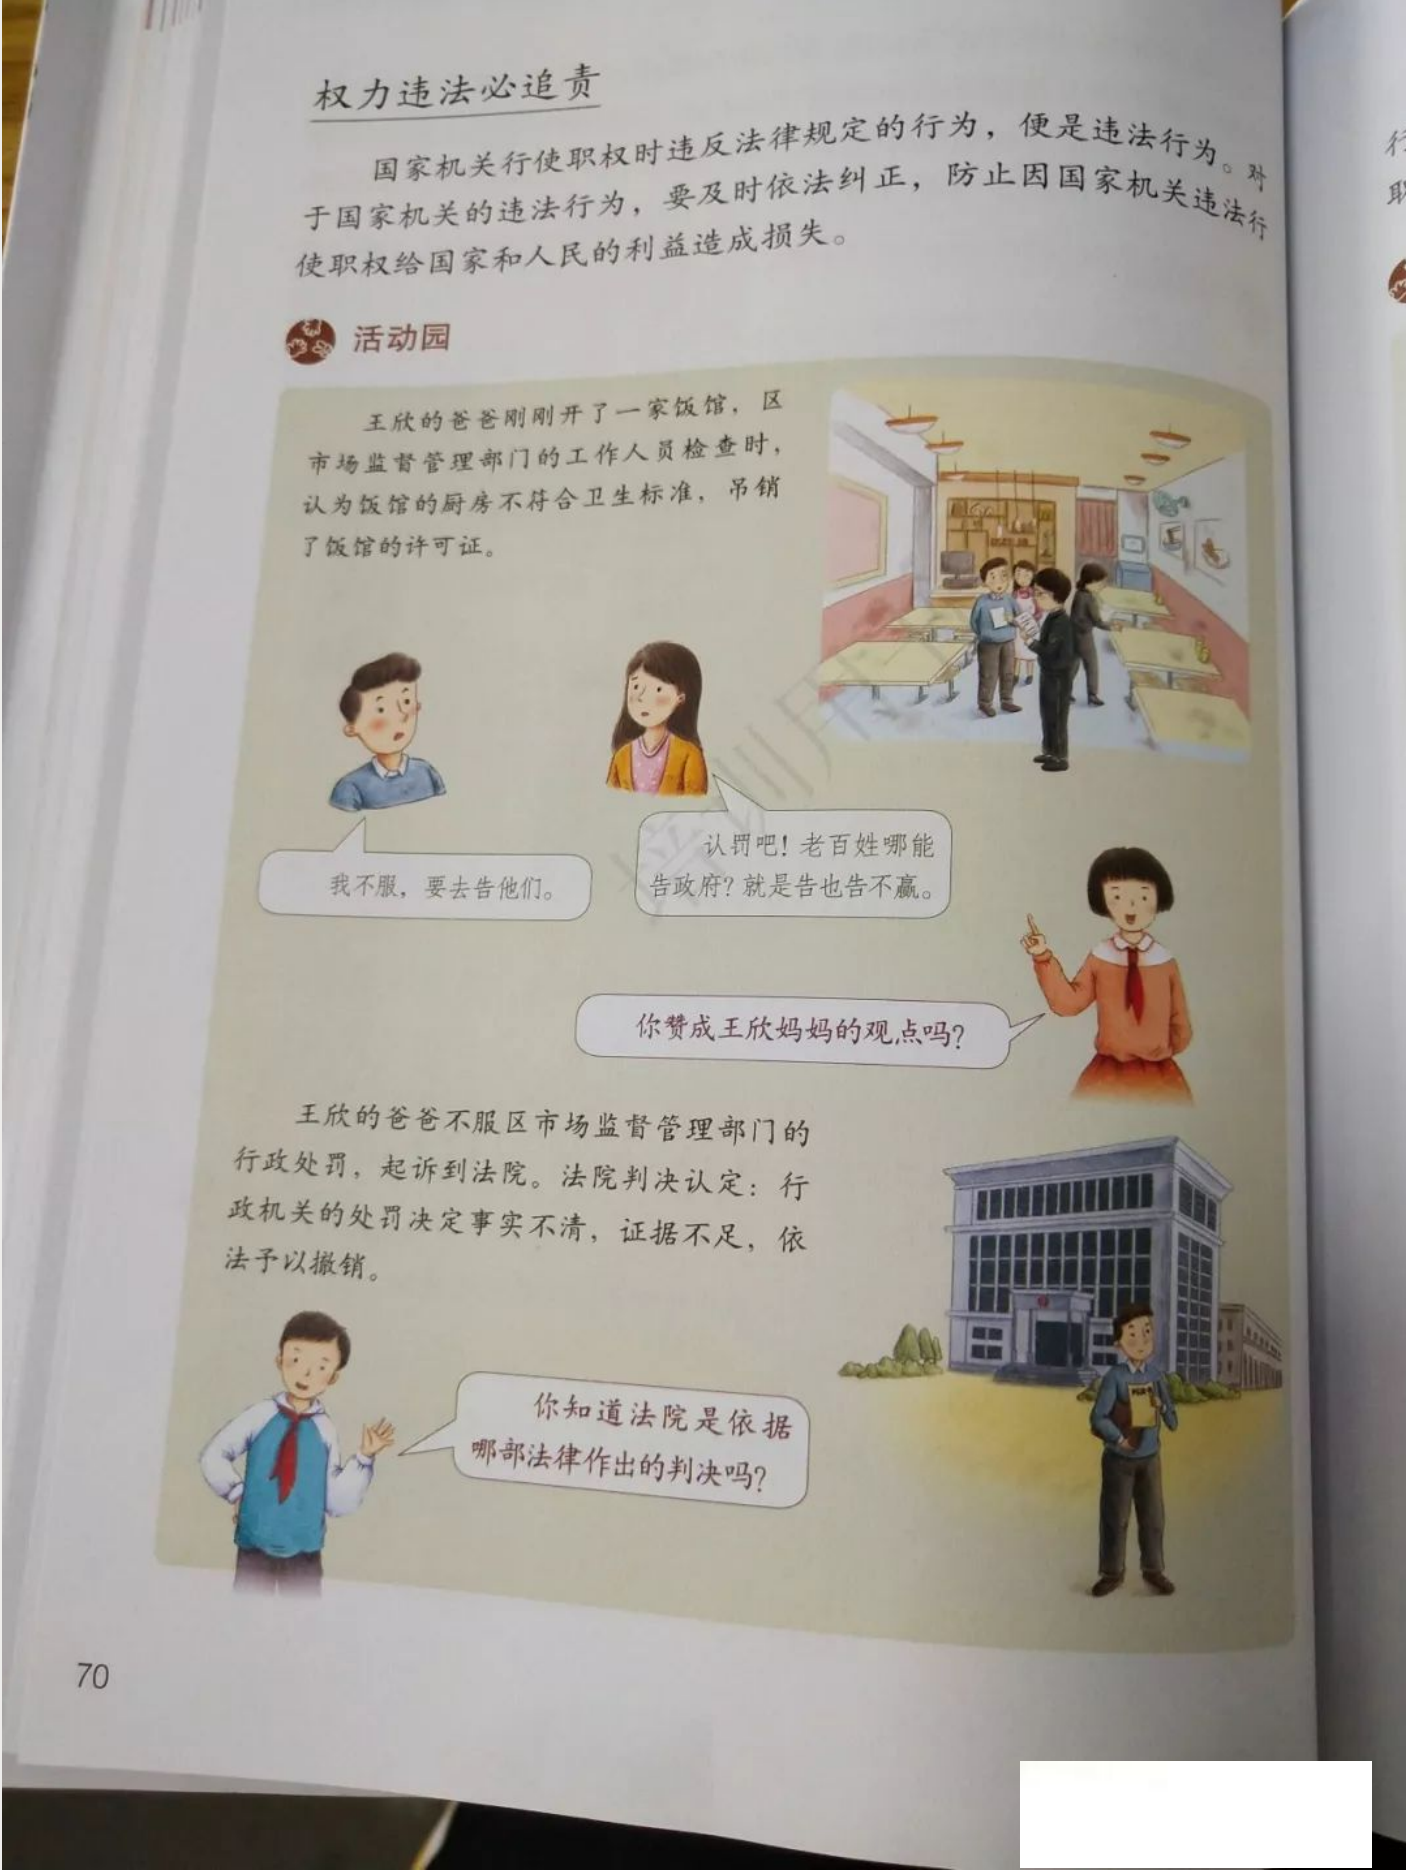 权力违法必追责
国家机关行使职权时违反法律规定的行为，便是违法行为。对
于国家机关的违法行为，要及时依法纠正，防止因国家机关违法行
使职权给国家和人民的利益造成损失。
活动园
王欣的爸爸刚刚开了一家饭馆，区
市场监督管理部门的工作人员检查时，
认为饭馆的厨房不符合卫生标准，吊销
了饭馆的许可证。
我不服，要去告他们。
认罚吧！老百姓哪能
告政府？就是告也告不赢。
你赞成王欣妈妈的观点吗？
王欣的爸爸不服区市场监督管理部门的
行政处罚，起诉到法院。法院判决认定：行
政机关的处罚决定事实不清，证据不足，依
法予以撤销。
你知道法院是依据
哪部法律作出的判决吗？
70
行
职
培训用书